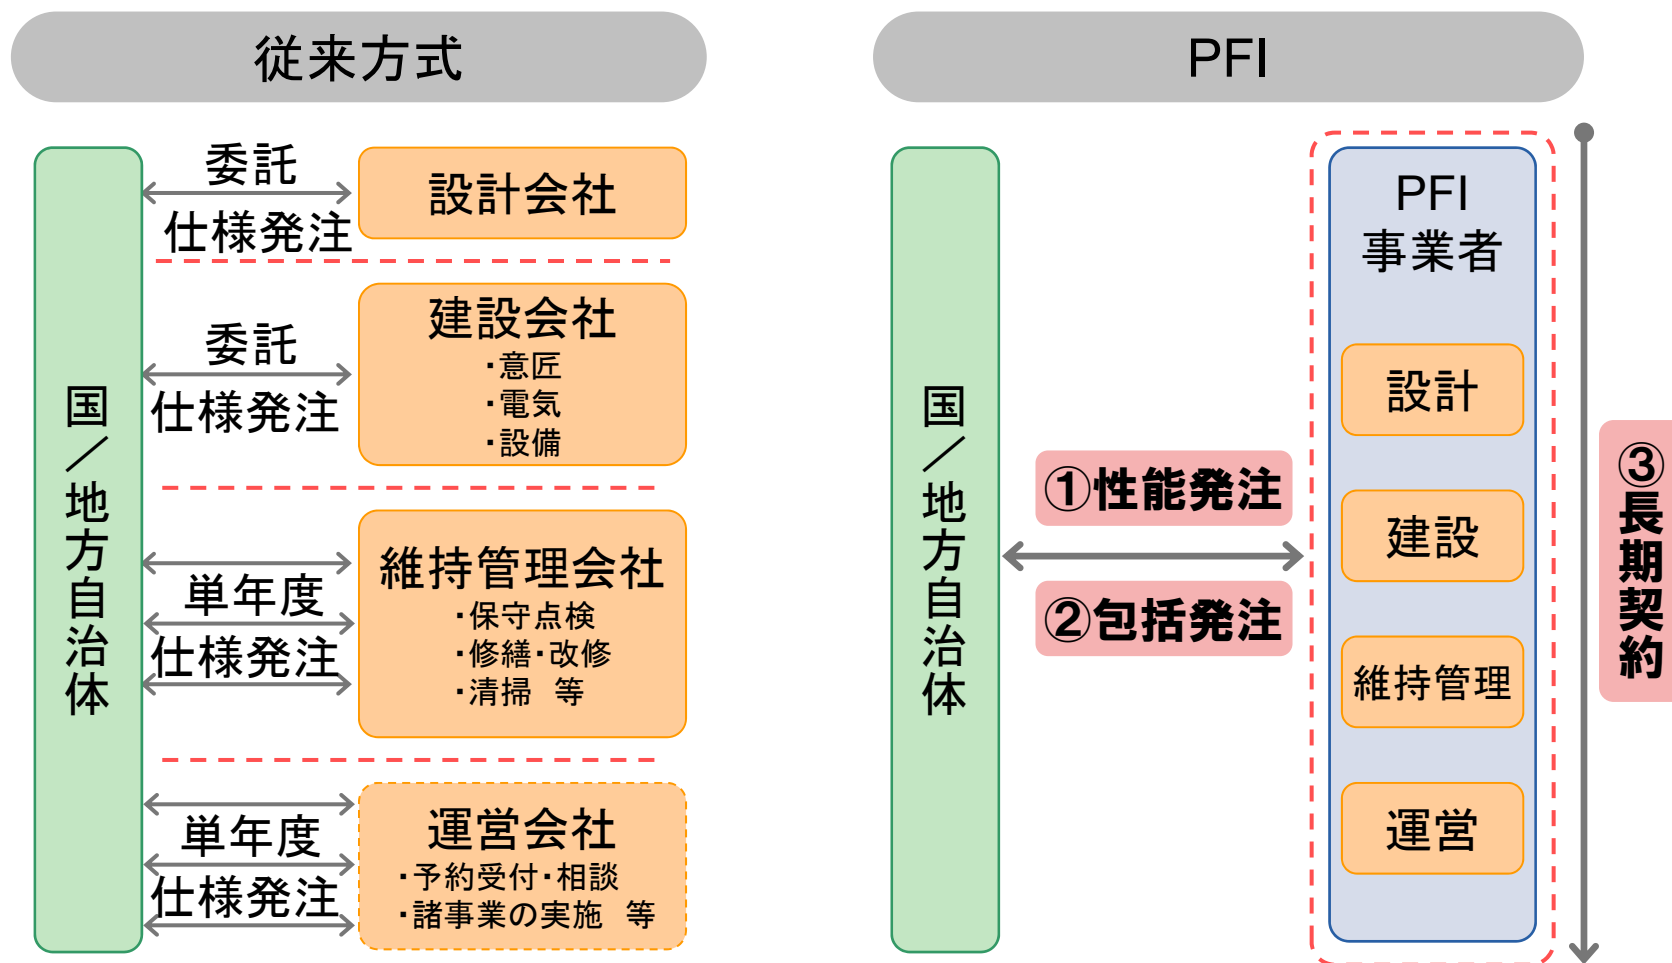 従来方式
国／地方自治体
委託
仕様発注
設計会社
委託
仕様発注
建設会社
・意匠
・電気
・設備
単年度
仕様発注
維持管理会社
・保守点検
・修繕・改修
・清掃　等
単年度
仕様発注
運営会社
・予約受付・相談
・諸事業の実施　等
PFI
国／地方自治体
①性能発注
②包括発注
PFI
事業者
設計
建設
維持管理
運営
③長期契約